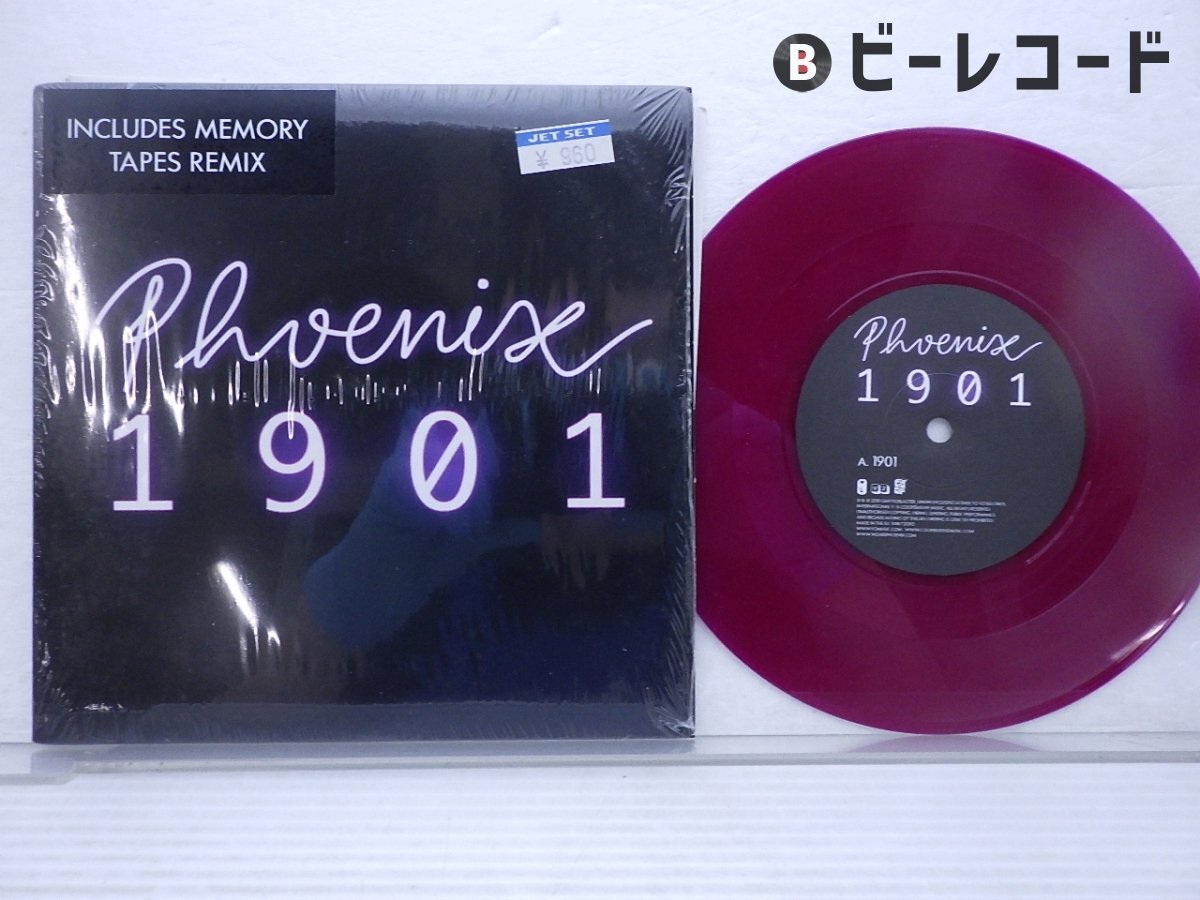 B ビーレコード
INCLUDES MEMORY
TAPES REMIX
JET SET
¥ 960
Phoenix
1901
Phoenix
1901
A. 1901